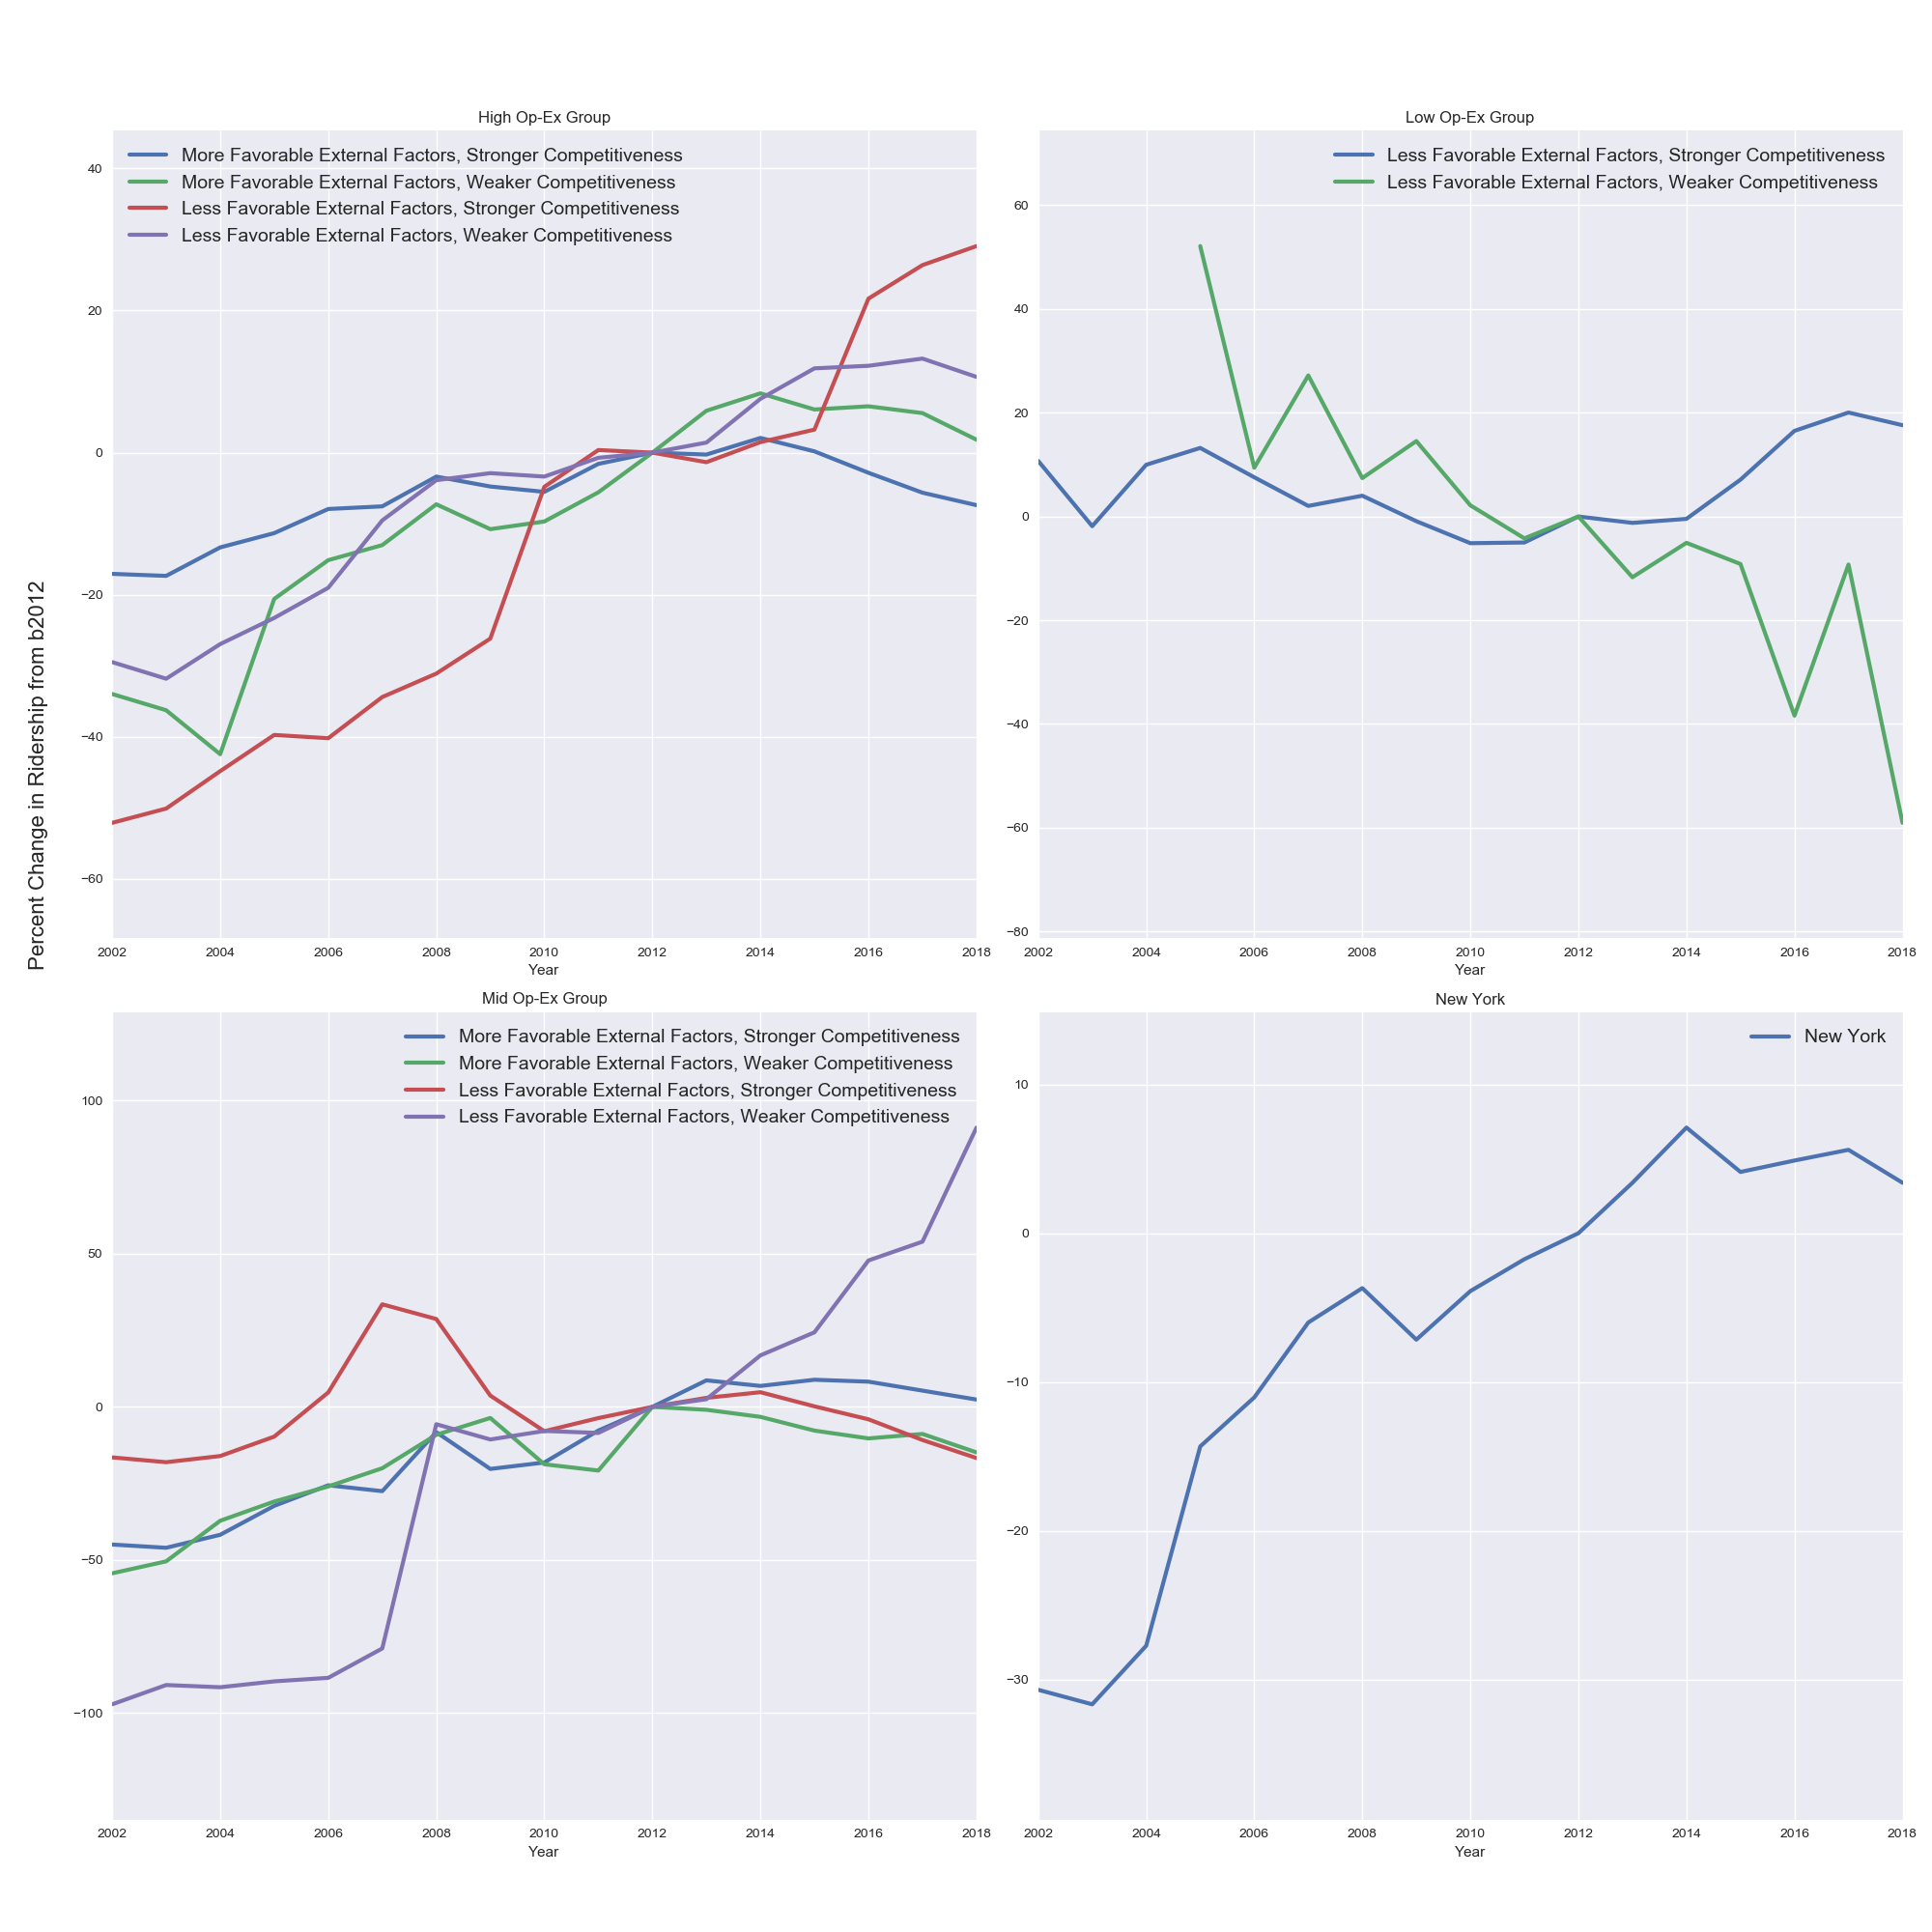 High Op-Ex Group
More Favorable External Factors, Stronger Competitiveness
More Favorable External Factors, Weaker Competitiveness
Less Favorable External Factors, Stronger Competitiveness
Less Favorable External Factors, Weaker Competitiveness
40
20
0
−20
−40
−60
2002 2004 2006 2008 2010 2012 2014 2016 2018
Year
Low Op-Ex Group
Less Favorable External Factors, Stronger Competitiveness
Less Favorable External Factors, Weaker Competitiveness
60
40
20
0
−20
−40
−60
−80
2002 2004 2006 2008 2010 2012 2014 2016 2018
Year
Percent Change in Ridership from b2012
Mid Op-Ex Group
More Favorable External Factors, Stronger Competitiveness
More Favorable External Factors, Weaker Competitiveness
Less Favorable External Factors, Stronger Competitiveness
Less Favorable External Factors, Weaker Competitiveness
100
50
0
−50
−100
2002 2004 2006 2008 2010 2012 2014 2016 2018
Year
New York
New York
10
0
−10
−20
−30
2002 2004 2006 2008 2010 2012 2014 2016 2018
Year